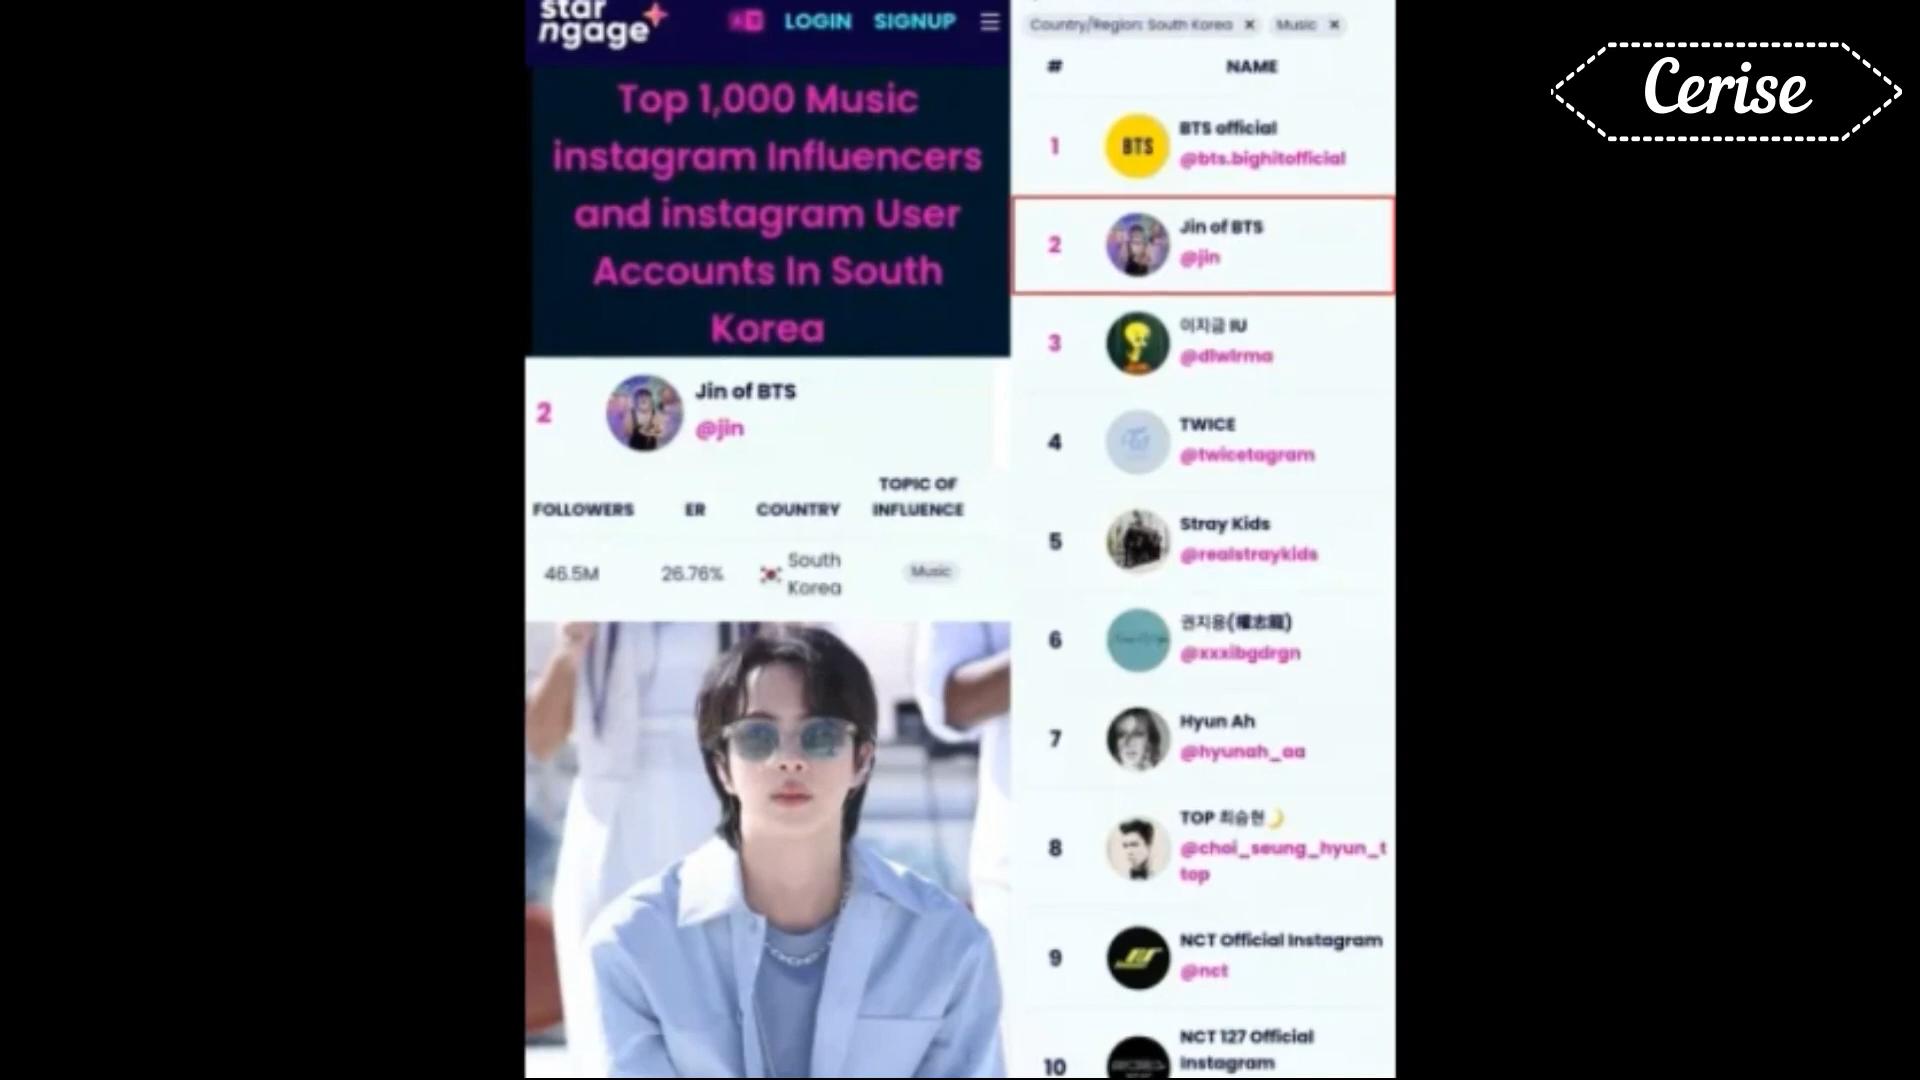 star
ngage
LOGIN
SIGNUP
Top 1,000 Music
instagram Influencers
and instagram User
Accounts In South
Korea
2
Jin of BTS
@jin
FOLLOWERS
ER
COUNTRY
TOPIC OF
INFLUENCE
46.5M
26.76%
South
Korea
Music
Country/Region: South Korea ×
Music ×
#
NAME
1
BTS
BTS official
@bts.bighitofficial
2
Jin of BTS
@jin
3
이지금 IU
@dlwlrma
4
TWICE
@twicetagram
5
Stray Kids
@realstraykids
6
권지용(權志龍)
@xxxibgdrgn
7
Hyun Ah
@hyunah_aa
8
TOP 최승현🌙
@choi_seung_hyun_t
top
9
NCT Official Instagram
@nct
10
NCT 127 Official
Instagram
Cerise